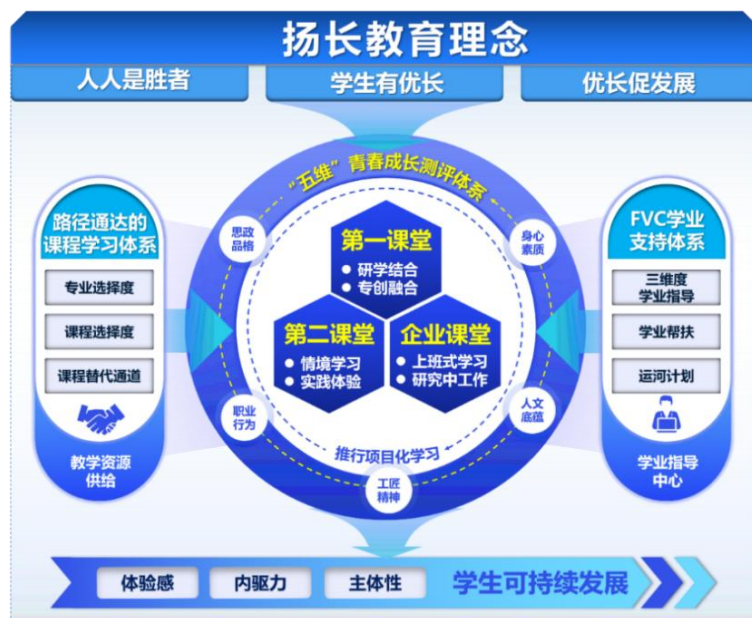 扬长教育理念
人人是胜者
学生有优长
优长促发展
“五维”青春成长测评体系
路径通达的
课程学习体系
专业选择度
课程选择度
课程替代通道
教学资源
供给
思政
品格
身心
素质
第一课堂
● 研学结合
● 专创融合
第二课堂
● 情境学习
● 实践体验
企业课堂
● 上班式学习
● 研究中工作
职业
行为
人文
底蕴
推行项目化学习
工匠
精神
FVC学业
支持体系
三维度
学业指导
学业帮扶
运河计划
学业指导
中心
体验感
内驱力
主体性
学生可持续发展